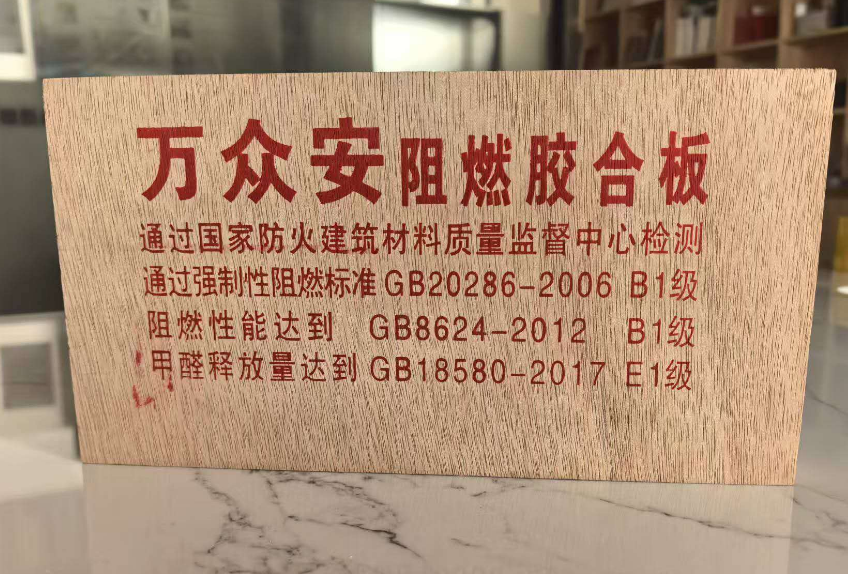 万众安阻燃胶合板
通过国家防火建筑材料质量监督中心检测
通过强制性阻燃标准 GB20286-2006 B1级
阻燃性能达到 GB8624-2012 B1级
甲醛释放量达到 GB18580-2017 E1级